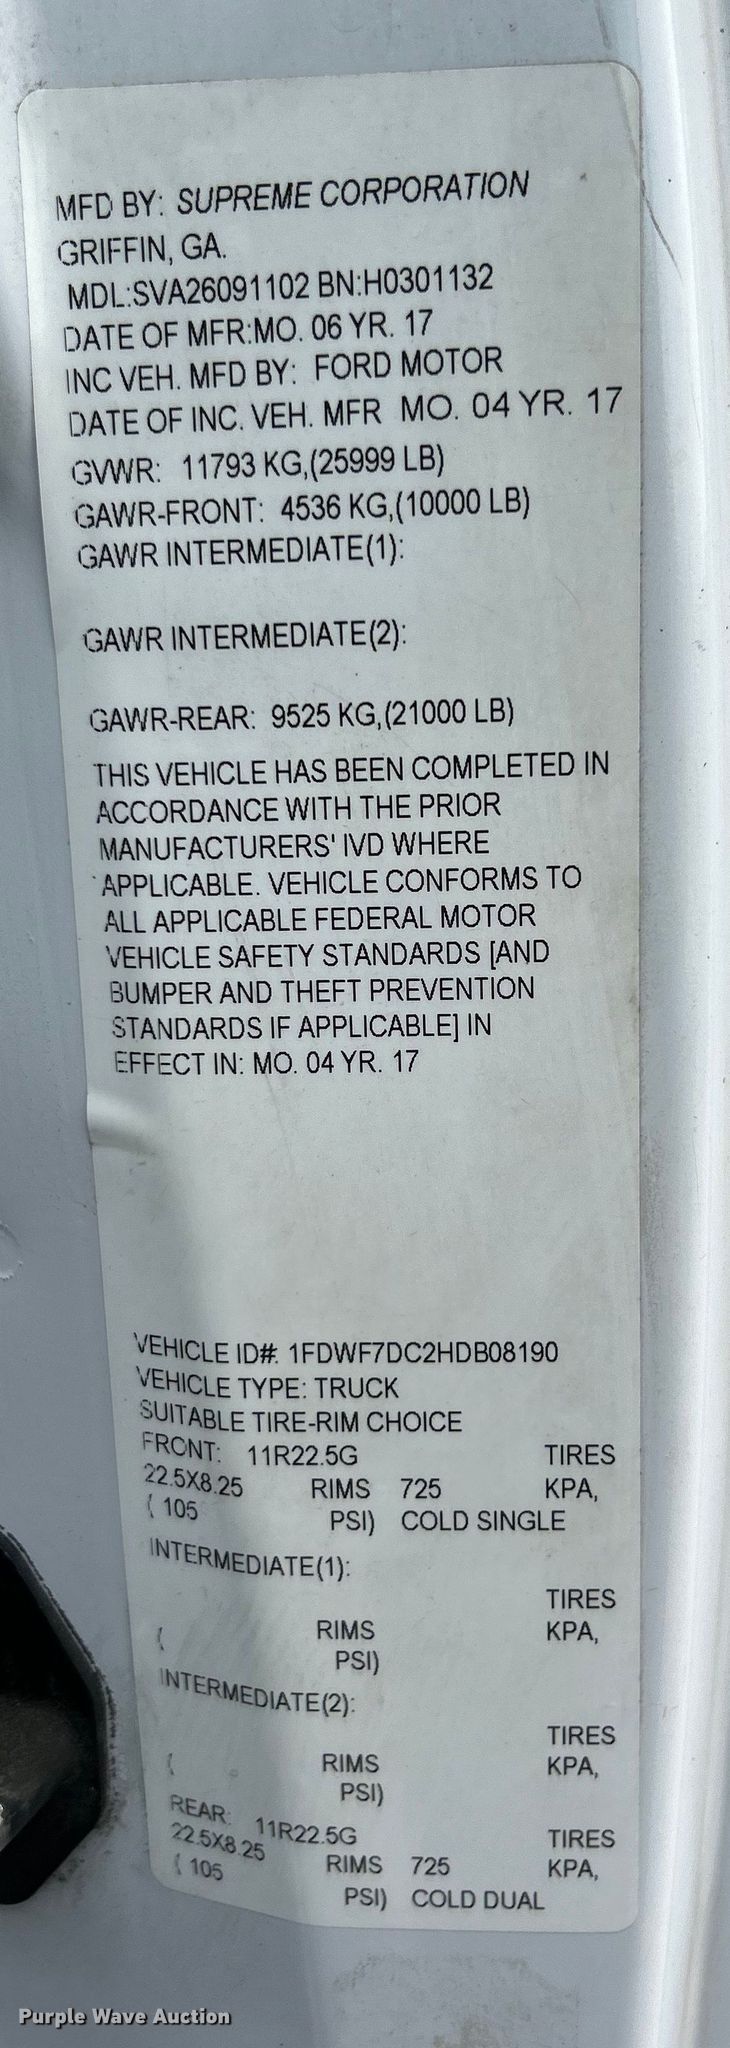 MFD BY: SUPREME CORPORATION
GRIFFIN, GA.
MDL:SVA26091102 BN:H0301132
DATE OF MFR:MO. 06 YR. 17
INC VEH. MFD BY: FORD MOTOR
DATE OF INC. VEH. MFR MO. 04 YR. 17
GVWR: 11793 KG,(25999 LB)
GAWR-FRONT: 4536 KG,(10000 LB)
GAWR INTERMEDIATE(1):
GAWR INTERMEDIATE(2):
GAWR-REAR: 9525 KG,(21000 LB)
THIS VEHICLE HAS BEEN COMPLETED IN
ACCORDANCE WITH THE PRIOR
MANUFACTURERS' IVD WHERE
APPLICABLE. VEHICLE CONFORMS TO
ALL APPLICABLE FEDERAL MOTOR
VEHICLE SAFETY STANDARDS [AND
BUMPER AND THEFT PREVENTION
STANDARDS IF APPLICABLE] IN
EFFECT IN: MO. 04 YR. 17
VEHICLE ID#: 1FDWF7DC2HDB08190
VEHICLE TYPE: TRUCK
SUITABLE TIRE-RIM CHOICE
FRONT: 11R22.5G TIRES
22.5X8.25 RIMS 725 KPA,
( 105 PSI) COLD SINGLE
INTERMEDIATE(1):
TIRES
RIMS KPA,
( PSI)
INTERMEDIATE(2):
TIRES
RIMS KPA,
( PSI)
REAR: 11R22.5G TIRES
22.5X8.25 RIMS 725 KPA,
( 105 PSI) COLD DUAL
Purple Wave Auction